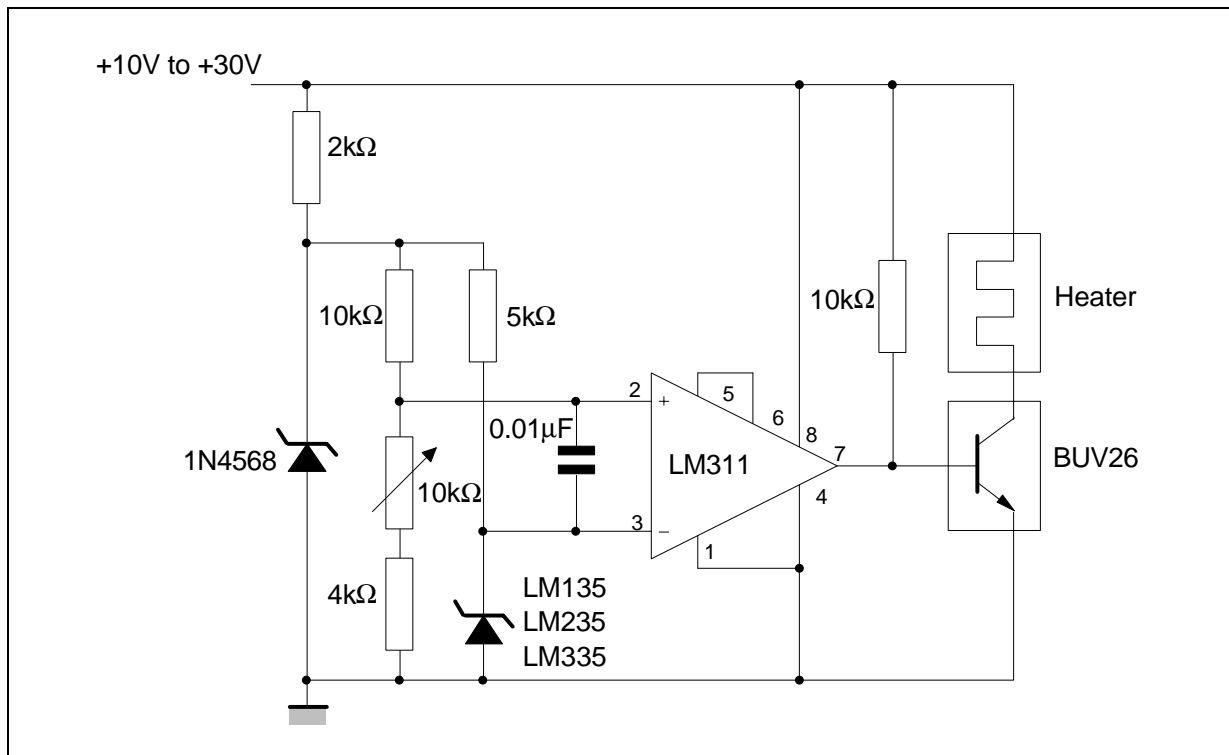 +10V to +30V
2kΩ
10kΩ
5kΩ
10kΩ
Heater
2
+
5
6
8
0.01μF
1N4568
10kΩ
LM311
7
BUV26
4
3
−
1
4kΩ
LM135
LM235
LM335